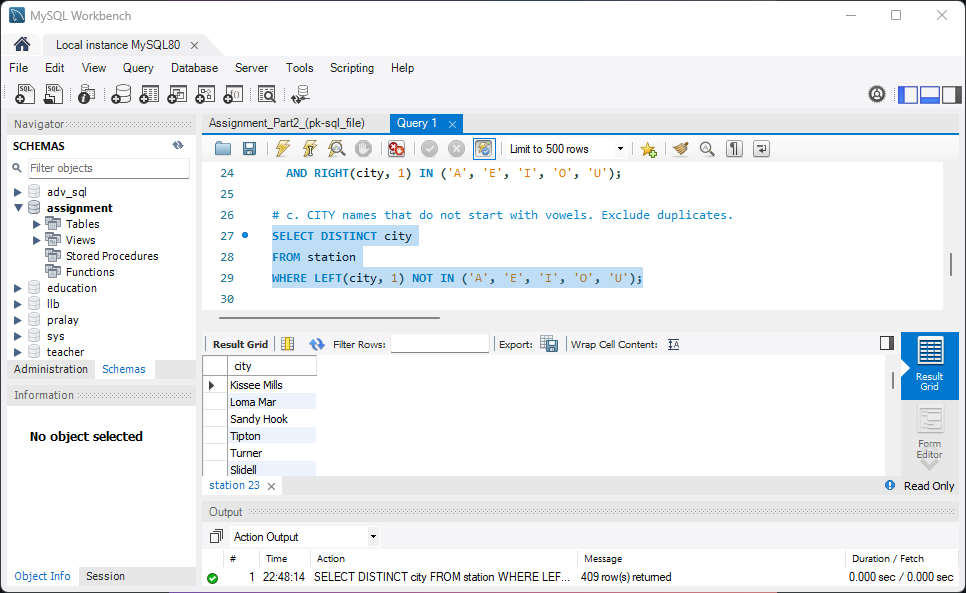 MySQL Workbench
Local instance MySQL80
File Edit View Query Database Server Tools Scripting Help
Navigator
SCHEMAS
Filter objects
adv_sql
assignment
Tables
Views
Stored Procedures
Functions
education
llb
pralay
sys
teacher
Administration Schemas
Information
No object selected
Object Info Session
Assignment_Part2_(pk-sql_file) Query 1
Limit to 500 rows
24 AND RIGHT(city, 1) IN ('A', 'E', 'I', 'O', 'U');
25
26 # c. CITY names that do not start with vowels. Exclude duplicates.
27 SELECT DISTINCT city
28 FROM station
29 WHERE LEFT(city, 1) NOT IN ('A', 'E', 'I', 'O', 'U');
30
Result Grid Filter Rows: Export: Wrap Cell Content:
city
Kissee Mills
Loma Mar
Sandy Hook
Tipton
Turner
Slidell
Result
Grid
Form
Editor
station 23 Read Only
Output
Action Output
# Time Action Message Duration / Fetch
1 22:48:14 SELECT DISTINCT city FROM station WHERE LEF... 409 row(s) returned 0.000 sec / 0.000 sec